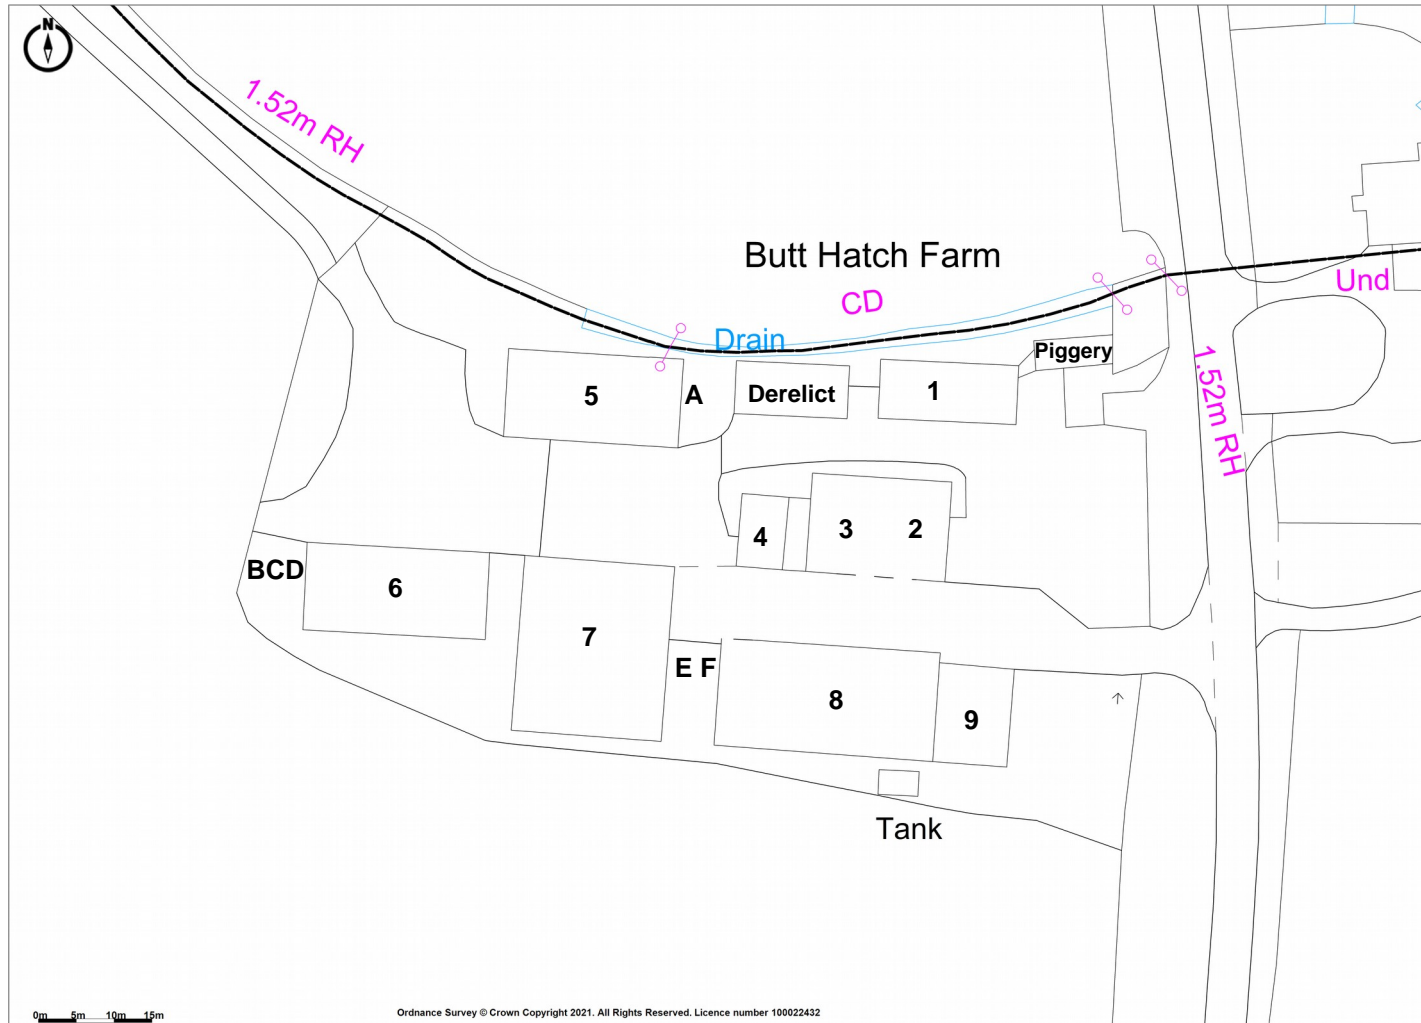 N
1.52m RH
Butt Hatch Farm
CD
Und
Drain
Piggery
1.52m RH
5
A
Derelict
1
4
3
2
BCD
6
7
E F
8
9
Tank
0m 5m 10m 15m
Ordnance Survey © Crown Copyright 2021. All Rights Reserved. Licence number 100022432